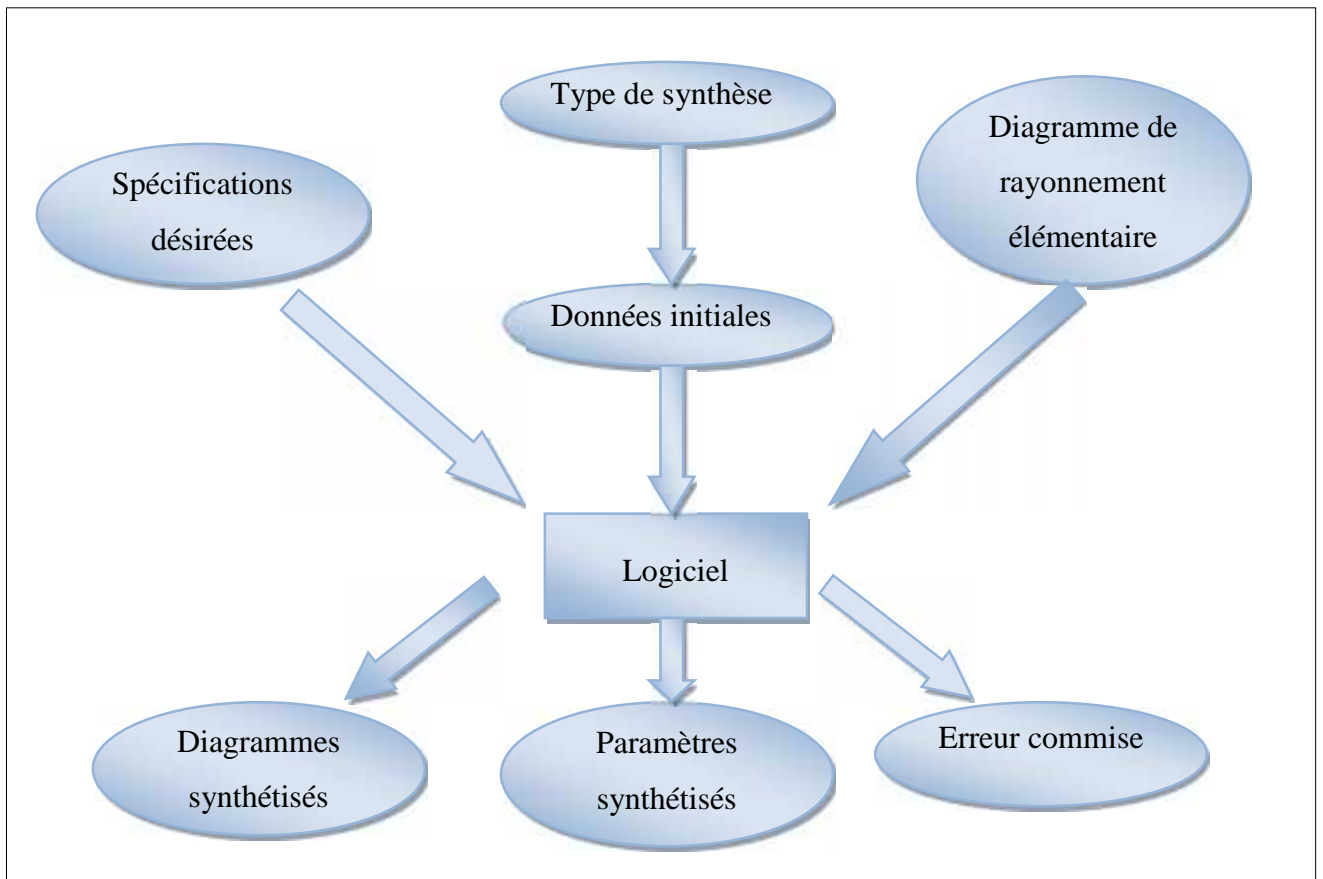 Type de synthèse
Diagramme de
rayonnement
élémentaire
Spécifications
désirées
Données initiales
Logiciel
Diagrammes
synthétisés
Paramètres
synthétisés
Erreur commise